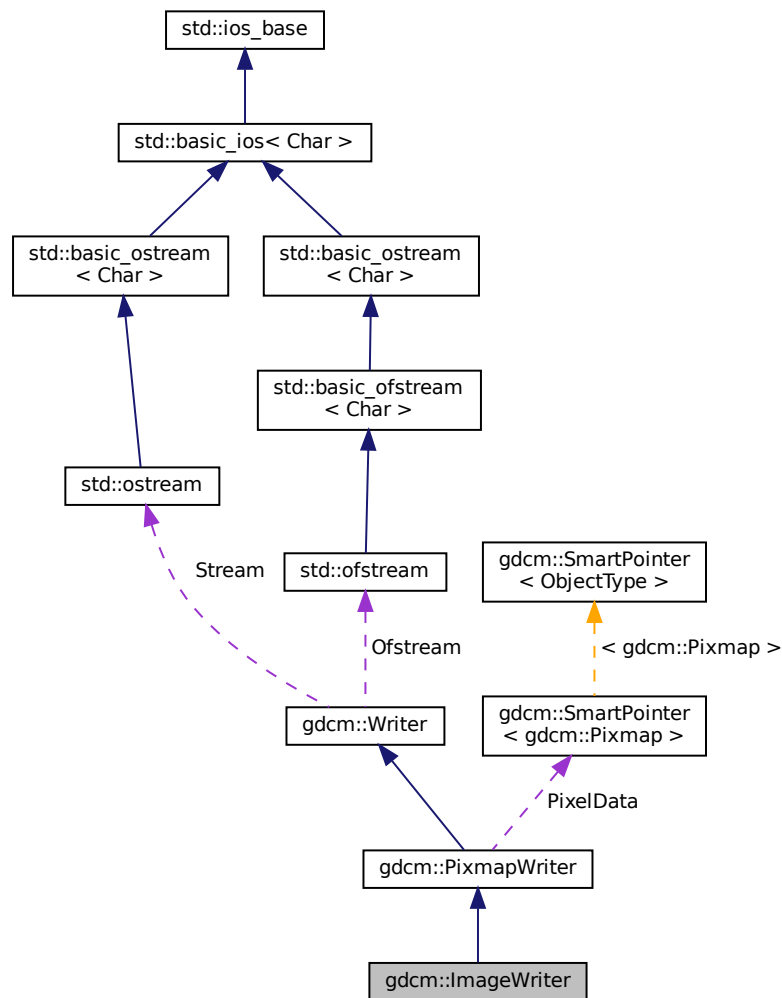 std::ios_base
std::basic_ios< Char >
std::basic_ostream
< Char >
std::basic_ostream
< Char >
std::basic_ofstream
< Char >
std::ostream
Stream
std::ofstream
gdcm::SmartPointer
< ObjectType >
Ofstream
< gdcm::Pixmap >
gdcm::Writer
gdcm::SmartPointer
< gdcm::Pixmap >
PixelData
gdcm::PixmapWriter
gdcm::ImageWriter